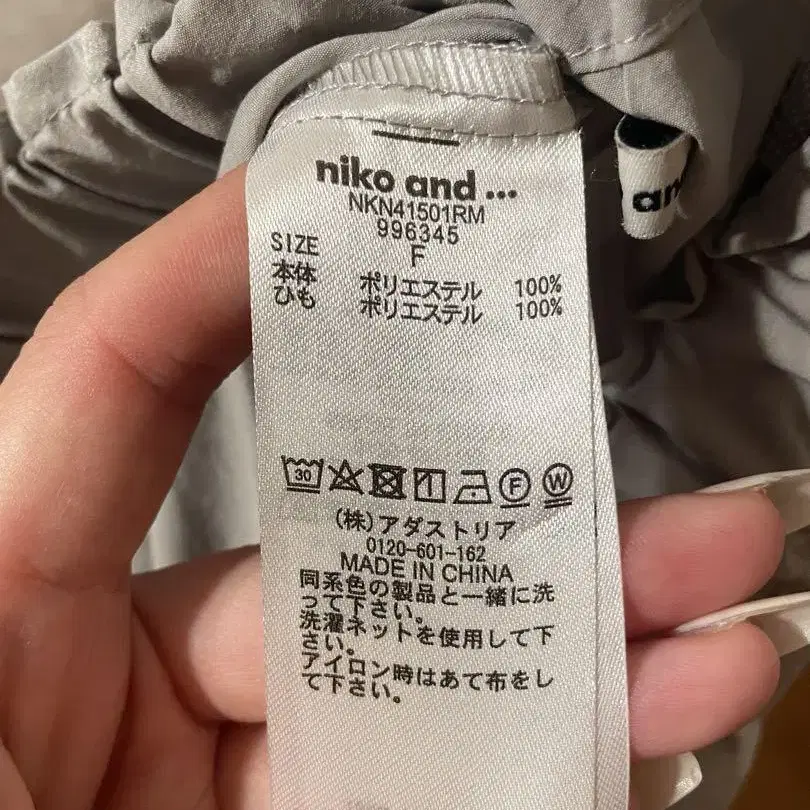 niko and ...
NKN41501RM
996345
SIZE F
本体 ポリエステル 100%
ひも ポリエステル 100%
30
F W
(株)アダストリア
0120-601-162
MADE IN CHINA
同系色の製品と一緒に洗
って下さい。
洗濯ネットを使用して下
さい。
アイロン時はあて布をし
て下さい。
an